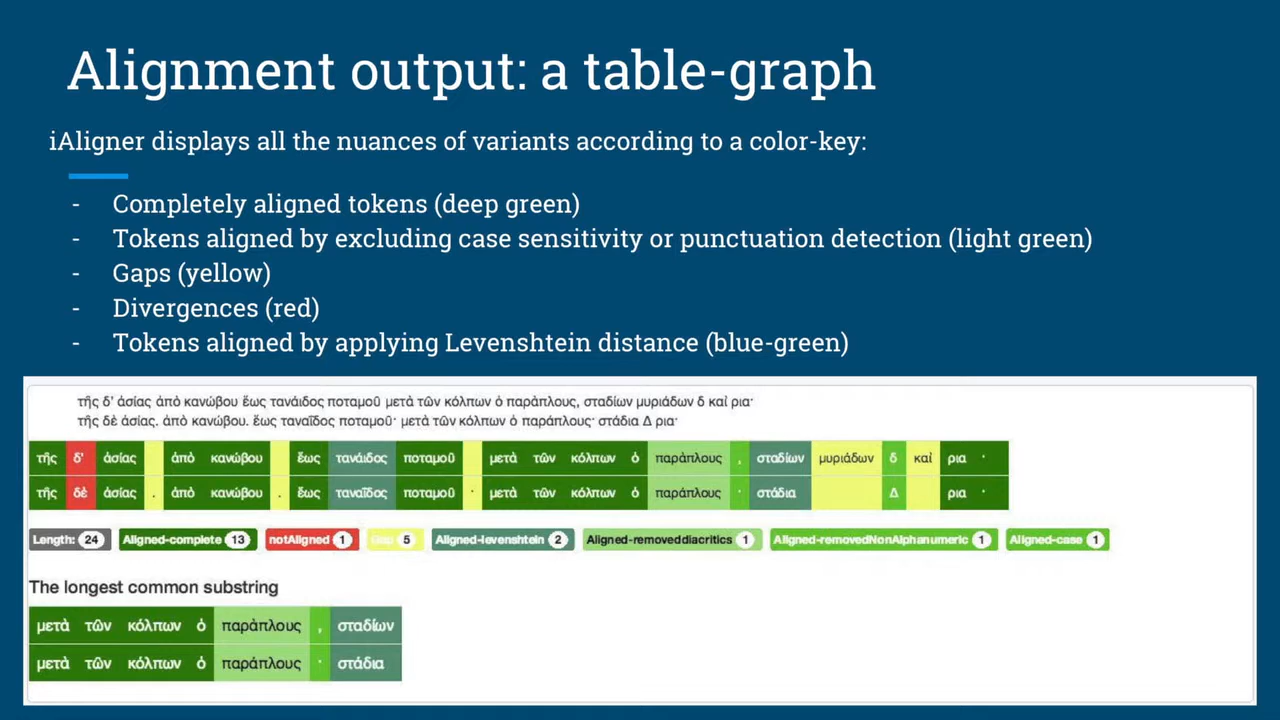 Alignment output: a table-graph
iAligner displays all the nuances of variants according to a color-key:
- Completely aligned tokens (deep green)
- Tokens aligned by excluding case sensitivity or punctuation detection (light green)
- Gaps (yellow)
- Divergences (red)
- Tokens aligned by applying Levenshtein distance (blue-green)
τῆς δ' ἀσίας ἀπὸ κανώβου ἕως τανάιδος ποταμοῦ μετὰ τῶν κόλπων ὁ παράπλους, σταδίων μυριάδων δ καὶ ρια·
τῆς δὲ ἀσίας. ἀπὸ κανώβου. ἕως ταναῖδος ποταμοῦ· μετὰ τῶν κόλπων ὁ παράπλους· στάδια Δ ρια·
τῆς δ' ἀσίας ἀπὸ κανώβου ἕως τανάιδος ποταμοῦ μετὰ τῶν κόλπων ὁ παράπλους , σταδίων μυριάδων δ καὶ ρια ·
τῆς δὲ ἀσίας . ἀπὸ κανώβου . ἕως ταναῖδος ποταμοῦ · μετὰ τῶν κόλπων ὁ παράπλους · στάδια Δ ρια ·
Length: 24 Aligned-complete 13 notAligned 1 Gap 5 Aligned-levenshtein 2 Aligned-removeddiacritics 1 Aligned-removedNonAlphanumeric 1 Aligned-case 1
The longest common substring
μετὰ τῶν κόλπων ὁ παράπλους , σταδίων
μετὰ τῶν κόλπων ὁ παράπλους · στάδια